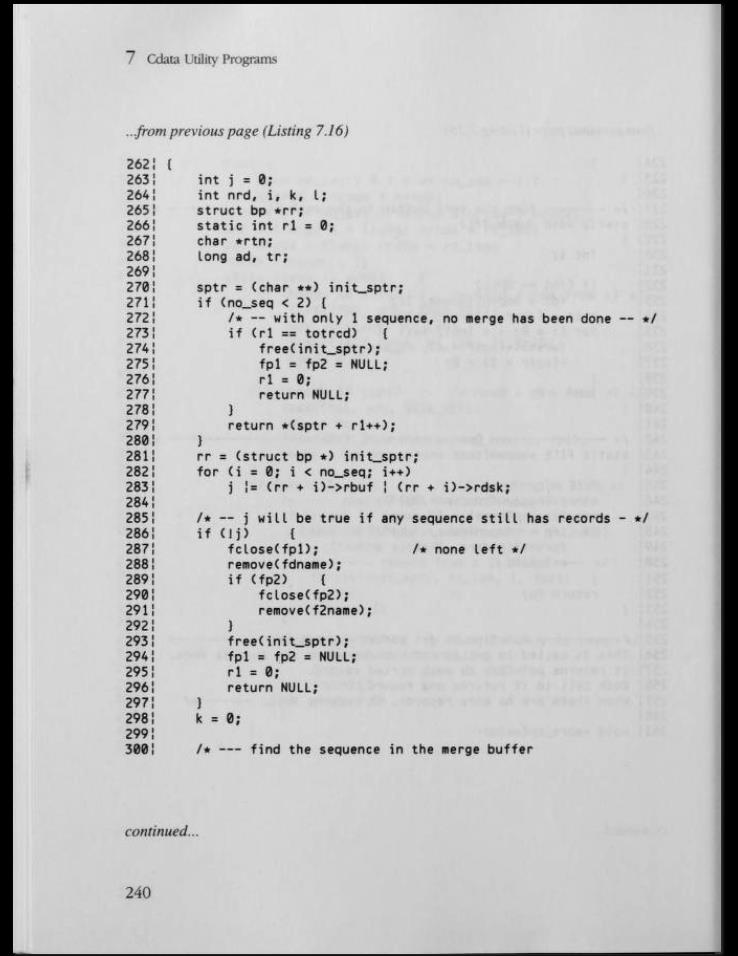 7 Cdata Utility Programs
...from previous page (Listing 7.16)
262¦ {
263¦     int j = 0;
264¦     int nrd, i, k, l;
265¦     struct bp *rr;
266¦     static int r1 = 0;
267¦     char *rtn;
268¦     long ad, tr;
269¦
270¦     sptr = (char **) init_sptr;
271¦     if (no_seq < 2) {
272¦         /* -- with only 1 sequence, no merge has been done -- */
273¦         if (r1 == totrcd)   {
274¦             free(init_sptr);
275¦             fp1 = fp2 = NULL;
276¦             r1 = 0;
277¦             return NULL;
278¦         }
279¦         return *(sptr + r1++);
280¦     }
281¦     rr = (struct bp *) init_sptr;
282¦     for (i = 0; i < no_seq; i++)
283¦         j |= (rr + i)->rbuf | (rr + i)->rdsk;
284¦
285¦     /* -- j will be true if any sequence still has records - */
286¦     if (!j)     {
287¦         fclose(fp1);            /* none left */
288¦         remove(fdname);
289¦         if (fp2)    {
290¦             fclose(fp2);
291¦             remove(f2name);
292¦         }
293¦         free(init_sptr);
294¦         fp1 = fp2 = NULL;
295¦         r1 = 0;
296¦         return NULL;
297¦     }
298¦     k = 0;
299¦
300¦     /* --- find the sequence in the merge buffer
continued...
240